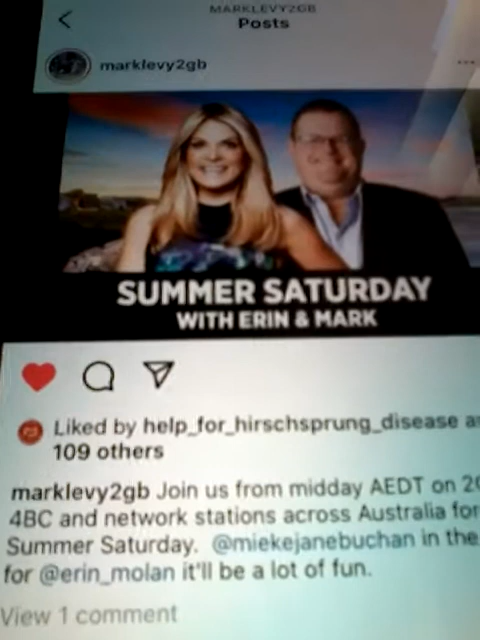 MARKLEVY2GB
Posts
marklevy2gb
SUMMER SATURDAY
WITH ERIN & MARK
Liked by help_for_hirschsprung_disease
109 others
marklevy2gb Join us from midday AEDT on
4BC and network stations across Australia for
Summer Saturday. @miekejanebuchan in the
for @erin_molan it'll be a lot of fun.
View 1 comment